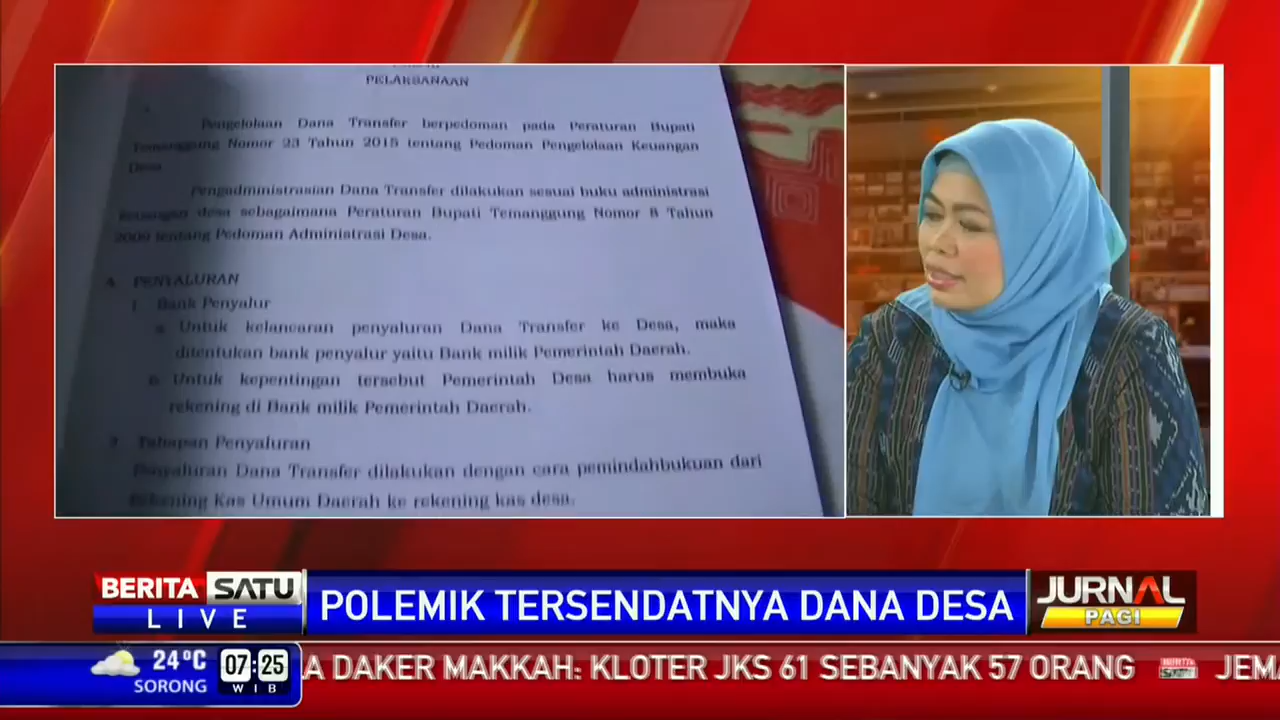 PELAKSANAAN
Pengelolaan Dana Transfer berpedoman pada Peraturan Bupati
Temanggung Nomor 23 Tahun 2015 tentang Pedoman Pengelolaan Keuangan
Desa
Pengadministrasian Dana Transfer dilakukan sesuai buku administrasi
keuangan desa sebagaimana Peraturan Bupati Temanggung Nomor 8 Tahun
2009 tentang Pedoman Administrasi Desa.
PENYALURAN
1. Bank Penyalur
a. Untuk kelancaran penyaluran Dana Transfer ke Desa, maka
ditentukan bank penyalur yaitu Bank milik Pemerintah Daerah.
b. Untuk kepentingan tersebut Pemerintah Desa harus membuka
rekening di Bank milik Pemerintah Daerah.
Tahapan Penyaluran
Penyaluran Dana Transfer dilakukan dengan cara pemindahbukuan dari
Rekening Kas Umum Daerah ke rekening kas desa.
BERITA SATU
LIVE
POLEMIK TERSENDATNYA DANA DESA
JURNAL
PAGI
24°C
SORONG
07:25
WIB
A DAKER MAKKAH: KLOTER JKS 61 SEBANYAK 57 ORANG
JEMA